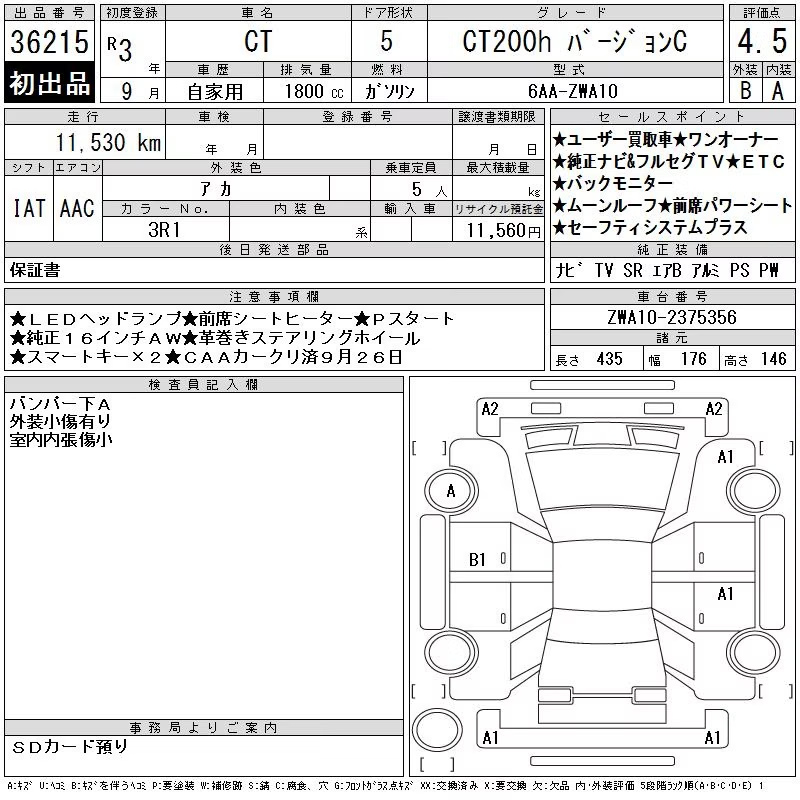 出品番号 初度登録 車名 ドア形状 グレード 評価点
36215 R3年 CT 5 CT200h バージョンC 4.5
車歴 排気量 燃料 型式 外装 内装
初出品 9月 自家用 1800cc ガソリン 6AA-ZWA10 B A
走行 車検 登録番号 譲渡書類期限 セールスポイント
11,530 km 年 月 月 日
★ユーザー買取車★ワンオーナー
★純正ナビ&フルセグTV★ETC
★バックモニター
★ムーンルーフ★前席パワーシート
★セーフティシステムプラス
シフト エアコン 外装色 乗車定員 最大積載量
IAT AAC アカ 5人 kg
カラーNo. 内装色 輸入車 リサイクル預託金
3R1 系 11,560円
後日発送部品 純正装備
保証書 ナビ TV SR エアB アルミ PS PW
注意事項欄 車台番号
★LEDヘッドランプ★前席シートヒーター★Pスタート
★純正16インチAW★革巻きステアリングホイール
★スマートキー×2★CAAカークリ済9月26日
ZWA10-2375356
諸元
長さ 435 幅 176 高さ 146
検査員記入欄
バンパー下A
外装小傷有り
室内内張傷小
A2 A2
A1
A
B1
A1
A1 A1
事務局よりご案内
SDカード預り
A:キズ U:ヘコミ B:キズを伴うヘコミ P:要塗装 W:補修跡 S:錆 C:腐食、穴 G:フロントガラス点キズ XX:交換済み X:要交換 欠:欠品 内・外装評価 5段階ランク順(A・B・C・D・E) 1